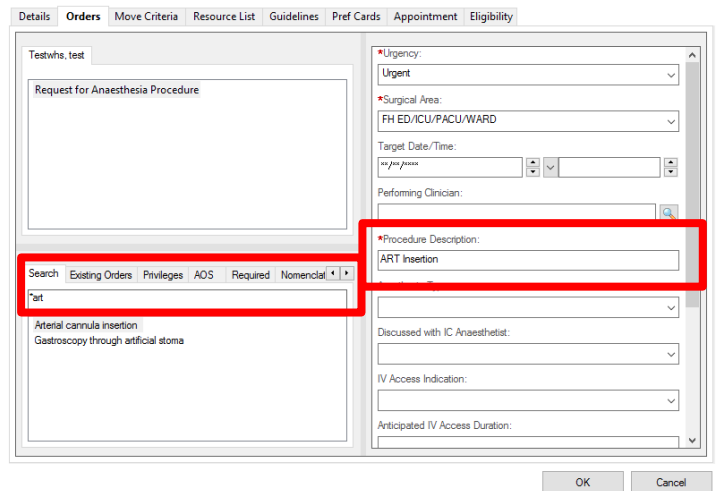 Details Orders Move Criteria Resource List Guidelines Pref Cards Appointment Eligibility
Testwhs, test
Request for Anaesthesia Procedure
Search Existing Orders Privileges AOS Required Nomenclat
*art
Arterial cannula insertion
Gastroscopy through artificial stoma
*Urgency:
Urgent
*Surgical Area:
FH ED/ICU/PACU/WARD
Target Date/Time:
**/**/****
Performing Clinician:
*Procedure Description:
ART Insertion
Discussed with IC Anaesthetist:
IV Access Indication:
Anticipated IV Access Duration:
OK Cancel